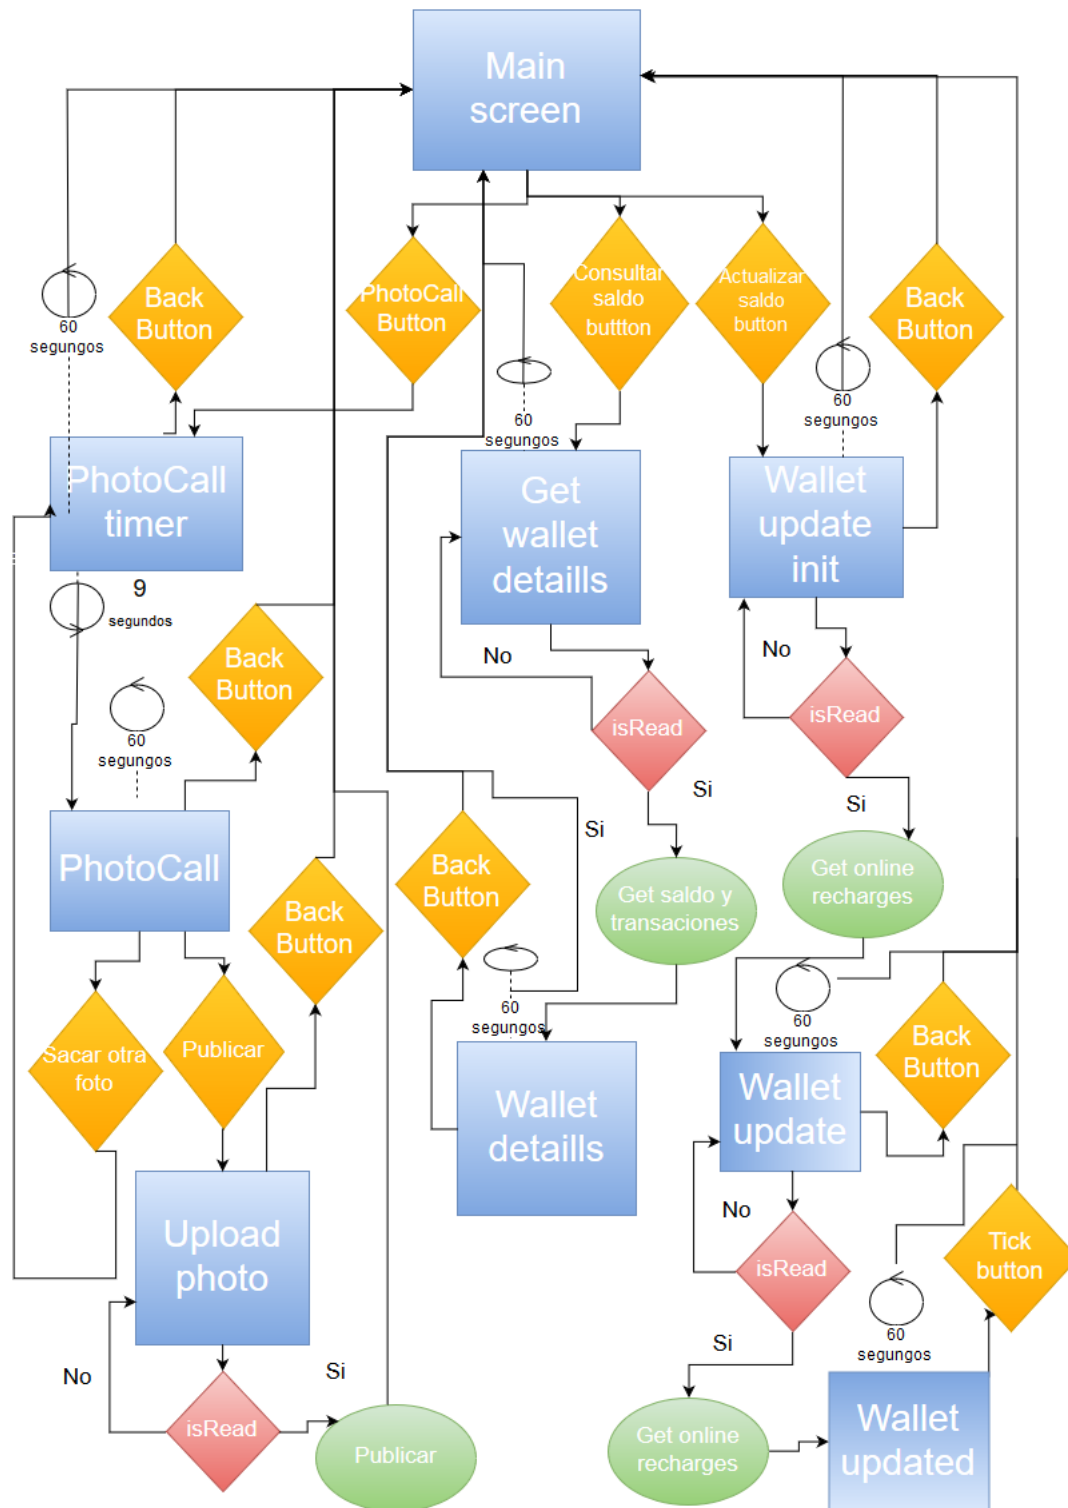 Main
screen
PhotoCall
Button
Consultar
saldo
buttton
Actualizar
saldo
button
Back
Button
Back
Button
60
segungos
60
segungos
60
segungos
PhotoCall
timer
9
segundos
Get
wallet
detaills
Wallet
update
init
Back
Button
No
No
isRead
isRead
60
segungos
Si
Si
Si
PhotoCall
Back
Button
Back
Button
Get saldo y
transaciones
Get online
recharges
60
segungos
60
segungos
Sacar otra
foto
Publicar
Wallet
detaills
Wallet
update
Back
Button
No
Upload
photo
isRead
Tick
button
60
segungos
No
Si
Si
isRead
Publicar
Get online
recharges
Wallet
updated